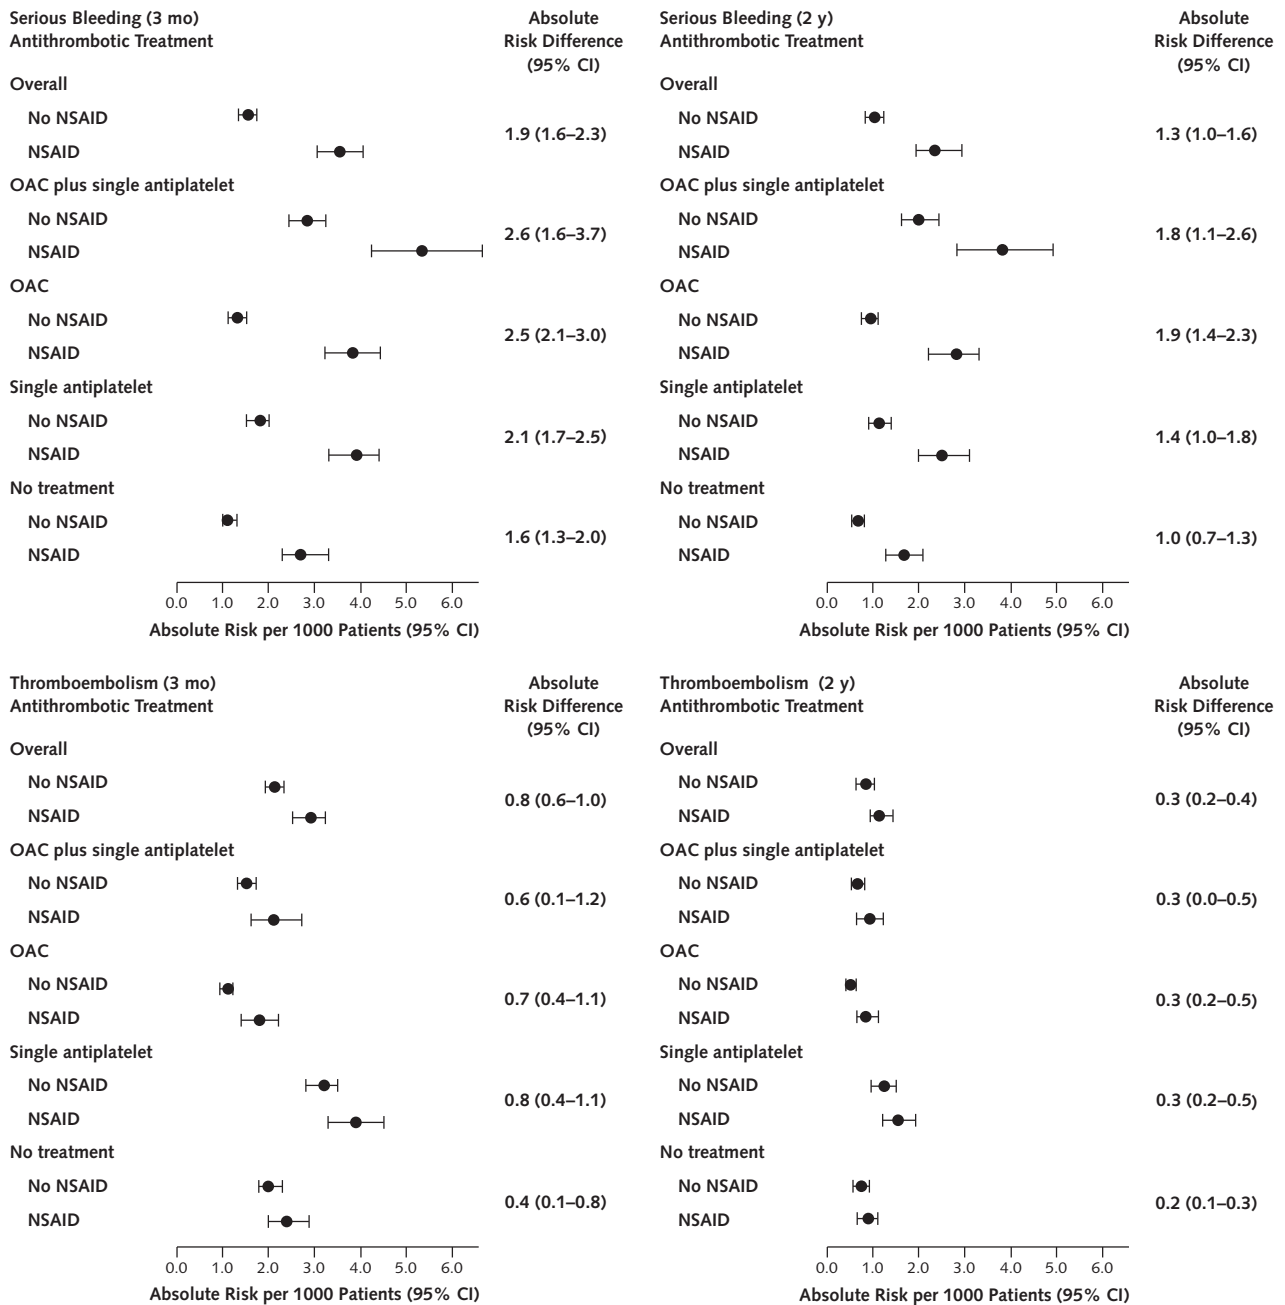 Serious Bleeding (3 mo)
Antithrombotic Treatment
Absolute
Risk Difference
(95% CI)
Overall
No NSAID
NSAID
1.9 (1.6–2.3)
OAC plus single antiplatelet
No NSAID
NSAID
2.6 (1.6–3.7)
OAC
No NSAID
NSAID
2.5 (2.1–3.0)
Single antiplatelet
No NSAID
NSAID
2.1 (1.7–2.5)
No treatment
No NSAID
NSAID
1.6 (1.3–2.0)
0.0 1.0 2.0 3.0 4.0 5.0 6.0
Absolute Risk per 1000 Patients (95% CI)
Serious Bleeding (2 y)
Antithrombotic Treatment
Absolute
Risk Difference
(95% CI)
Overall
No NSAID
NSAID
1.3 (1.0–1.6)
OAC plus single antiplatelet
No NSAID
NSAID
1.8 (1.1–2.6)
OAC
No NSAID
NSAID
1.9 (1.4–2.3)
Single antiplatelet
No NSAID
NSAID
1.4 (1.0–1.8)
No treatment
No NSAID
NSAID
1.0 (0.7–1.3)
0.0 1.0 2.0 3.0 4.0 5.0 6.0
Absolute Risk per 1000 Patients (95% CI)
Thromboembolism (3 mo)
Antithrombotic Treatment
Absolute
Risk Difference
(95% CI)
Overall
No NSAID
NSAID
0.8 (0.6–1.0)
OAC plus single antiplatelet
No NSAID
NSAID
0.6 (0.1–1.2)
OAC
No NSAID
NSAID
0.7 (0.4–1.1)
Single antiplatelet
No NSAID
NSAID
0.8 (0.4–1.1)
No treatment
No NSAID
NSAID
0.4 (0.1–0.8)
0.0 1.0 2.0 3.0 4.0 5.0 6.0
Absolute Risk per 1000 Patients (95% CI)
Thromboembolism (2 y)
Antithrombotic Treatment
Absolute
Risk Difference
(95% CI)
Overall
No NSAID
NSAID
0.3 (0.2–0.4)
OAC plus single antiplatelet
No NSAID
NSAID
0.3 (0.0–0.5)
OAC
No NSAID
NSAID
0.3 (0.2–0.5)
Single antiplatelet
No NSAID
NSAID
0.3 (0.2–0.5)
No treatment
No NSAID
NSAID
0.2 (0.1–0.3)
0.0 1.0 2.0 3.0 4.0 5.0 6.0
Absolute Risk per 1000 Patients (95% CI)